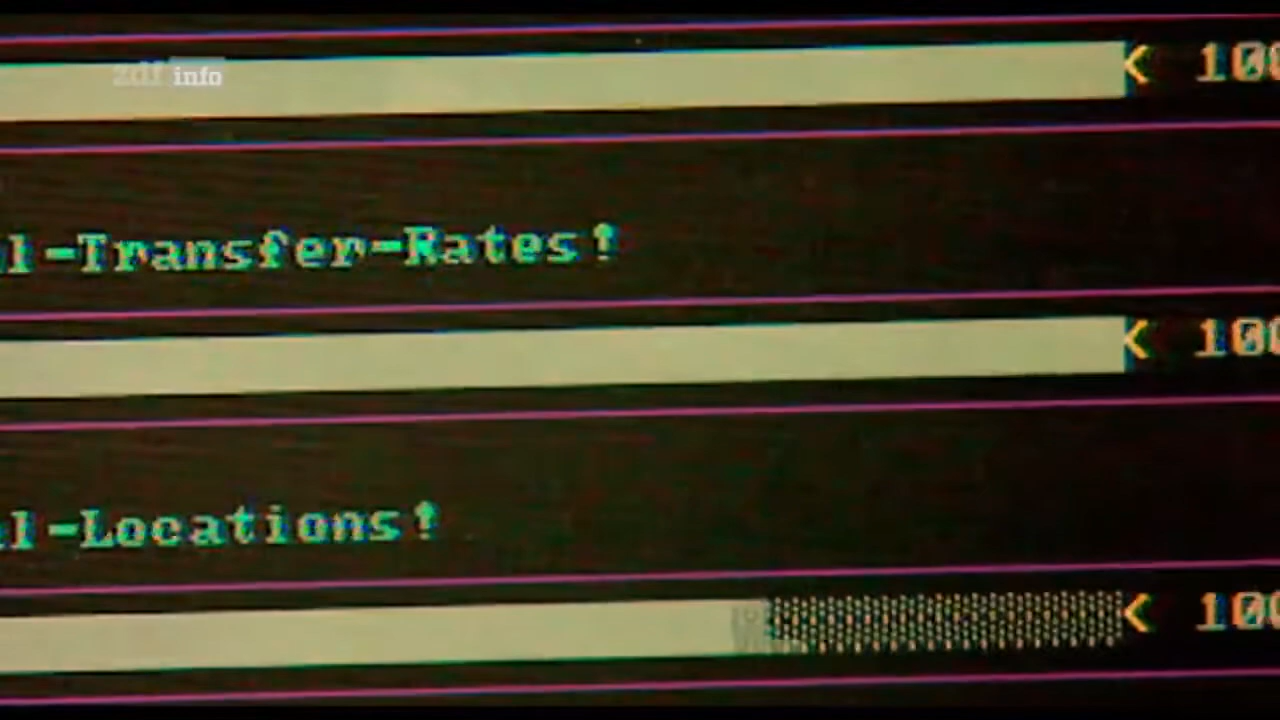 zdf info
< 100
l-Transfer-Rates!
< 100
l-Locations!
< 100